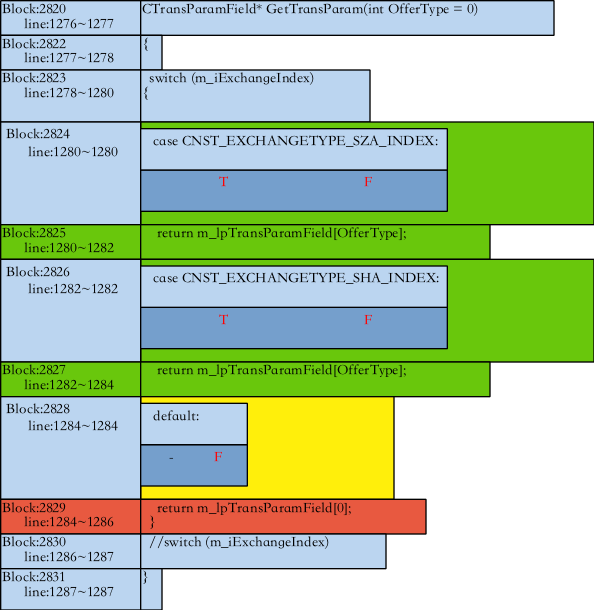 Block:2820 CTransParamField* GetTransParam(int OfferType = 0)
line:1276~1277
Block:2822 {
line:1277~1278
Block:2823 switch (m_iExchangeIndex)
line:1278~1280 {
Block:2824 case CNST_EXCHANGETYPE_SZA_INDEX:
line:1280~1280
T F
Block:2825 return m_lpTransParamField[OfferType];
line:1280~1282
Block:2826 case CNST_EXCHANGETYPE_SHA_INDEX:
line:1282~1282
T F
Block:2827 return m_lpTransParamField[OfferType];
line:1282~1284
Block:2828 default:
line:1284~1284
- F
Block:2829 return m_lpTransParamField[0];
line:1284~1286 }
Block:2830 //switch (m_iExchangeIndex)
line:1286~1287
Block:2831 }
line:1287~1287